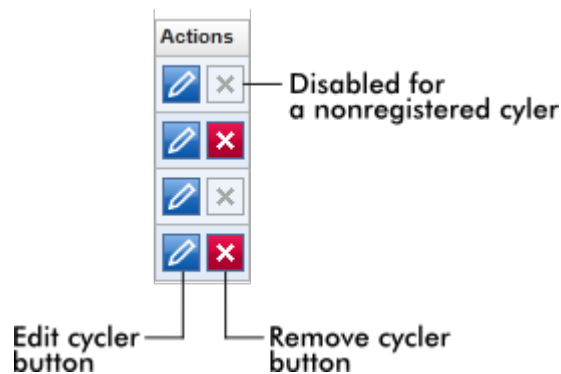 Actions
Disabled for
a nonregistered cyler
Edit cycler
button
Remove cycler
button